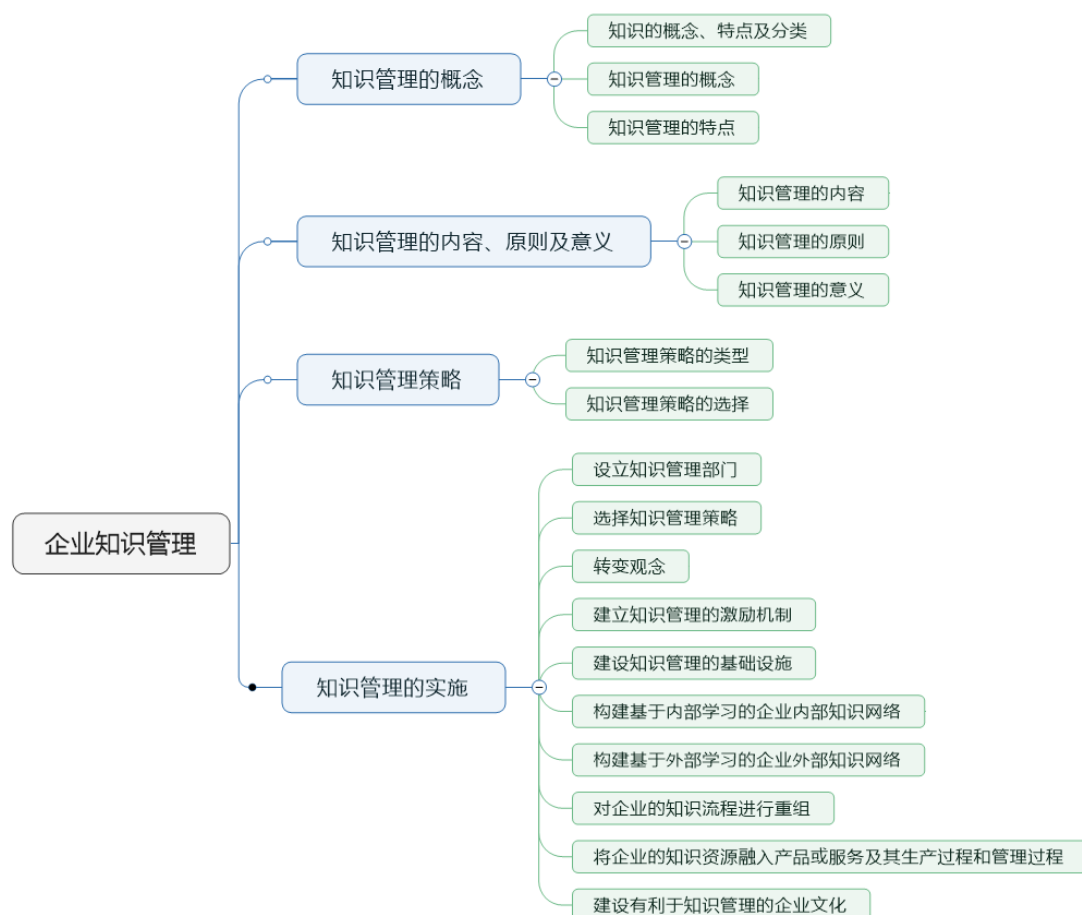 企业知识管理
知识管理的概念
知识的概念、特点及分类
知识管理的概念
知识管理的特点
知识管理的内容、原则及意义
知识管理的内容
知识管理的原则
知识管理的意义
知识管理策略
知识管理策略的类型
知识管理策略的选择
知识管理的实施
设立知识管理部门
选择知识管理策略
转变观念
建立知识管理的激励机制
建设知识管理的基础设施
构建基于内部学习的企业内部知识网络
构建基于外部学习的企业外部知识网络
对企业的知识流程进行重组
将企业的知识资源融入产品或服务及其生产过程和管理过程
建设有利于知识管理的企业文化